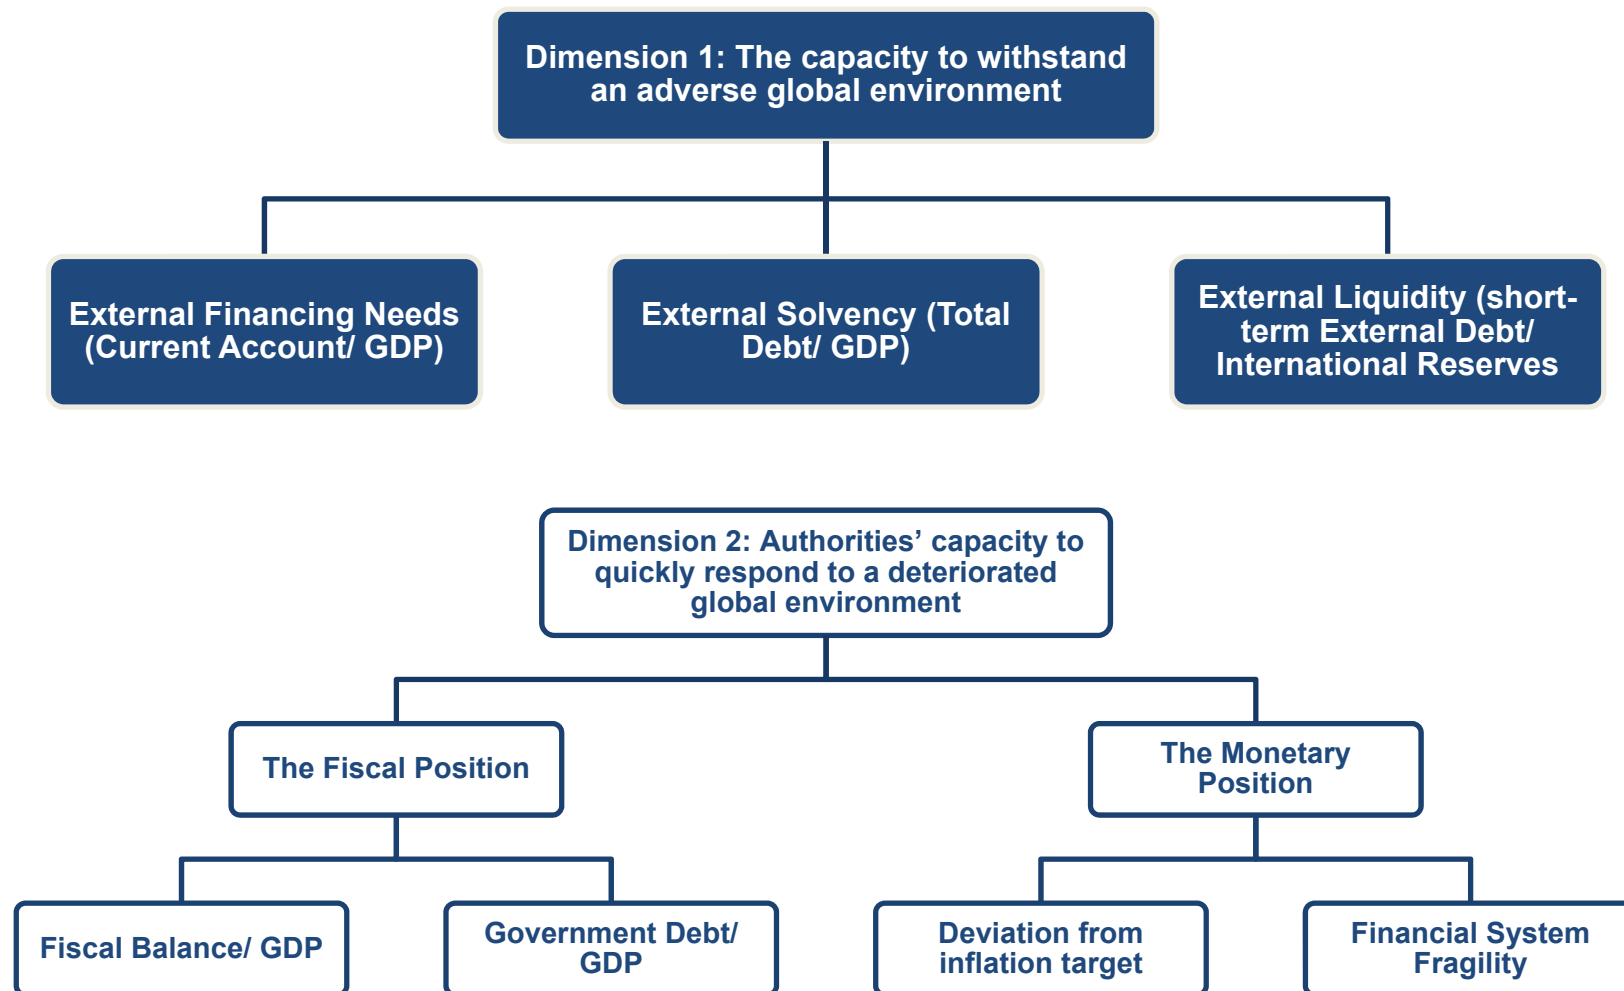 Dimension 1: The capacity to withstand
an adverse global environment
External Financing Needs
(Current Account/ GDP)
External Solvency (Total
Debt/ GDP)
External Liquidity (short-
term External Debt/
International Reserves
Dimension 2: Authorities’ capacity to
quickly respond to a deteriorated
global environment
The Fiscal Position
The Monetary
Position
Fiscal Balance/ GDP
Government Debt/
GDP
Deviation from
inflation target
Financial System
Fragility